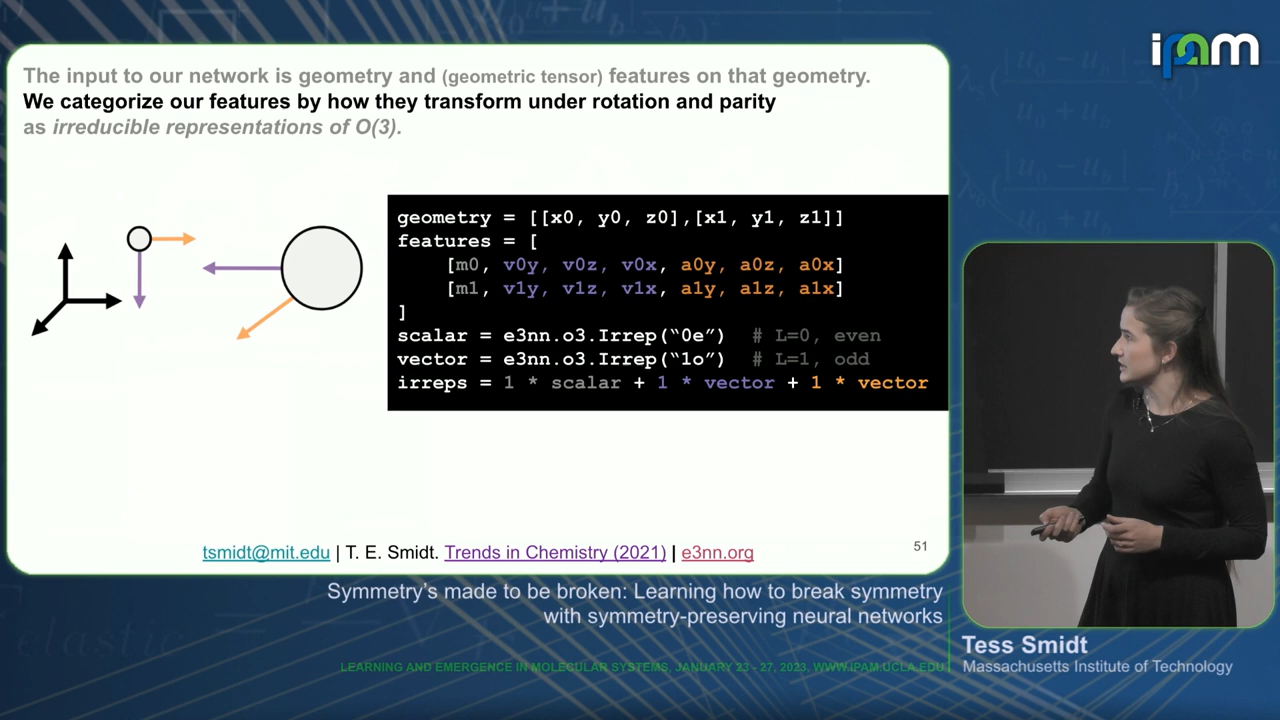 ipam
The input to our network is geometry and (geometric tensor) features on that geometry.
We categorize our features by how they transform under rotation and parity
as irreducible representations of O(3).
geometry = [[x0, y0, z0],[x1, y1, z1]]
features = [
[m0, v0y, v0z, v0x, a0y, a0z, a0x]
[m1, v1y, v1z, v1x, a1y, a1z, a1x]
]
scalar = e3nn.o3.Irrep(“0e”) # L=0, even
vector = e3nn.o3.Irrep(“1o”) # L=1, odd
irreps = 1 * scalar + 1 * vector + 1 * vector
tsmidt@mit.edu | T. E. Smidt. Trends in Chemistry (2021) | e3nn.org
51
Symmetry’s made to be broken: Learning how to break symmetry
with symmetry-preserving neural networks
Tess Smidt
Massachusetts Institute of Technology
LEARNING AND EMERGENCE IN MOLECULAR SYSTEMS, JANUARY 23 - 27, 2023, WWW.IPAM.UCLA.EDU
elastic